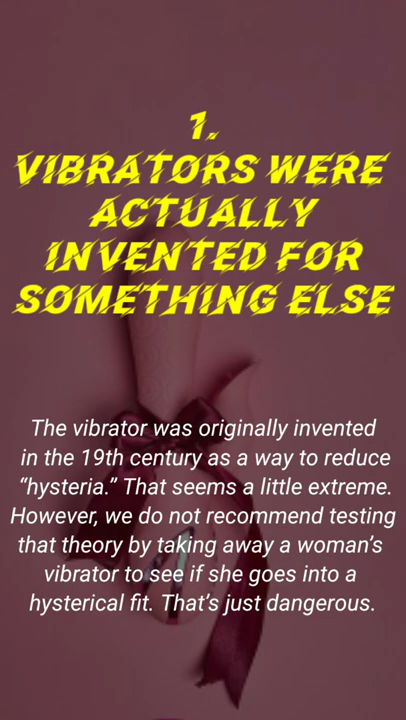 1.
VIBRATORS WERE
ACTUALLY
INVENTED FOR
SOMETHING ELSE
The vibrator was originally invented
in the 19th century as a way to reduce
“hysteria.” That seems a little extreme.
However, we do not recommend testing
that theory by taking away a woman’s
vibrator to see if she goes into a
hysterical fit. That’s just dangerous.